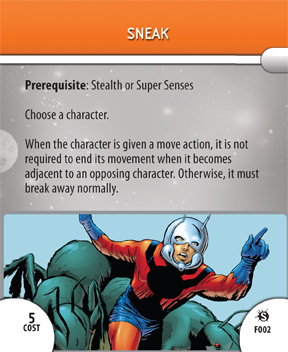 SNEAK
Prerequisite: Stealth or Super Senses
Choose a character.
When the character is given a move action, it is not
required to end its movement when it becomes
adjacent to an opposing character. Otherwise, it must
break away normally.
5
COST
F002